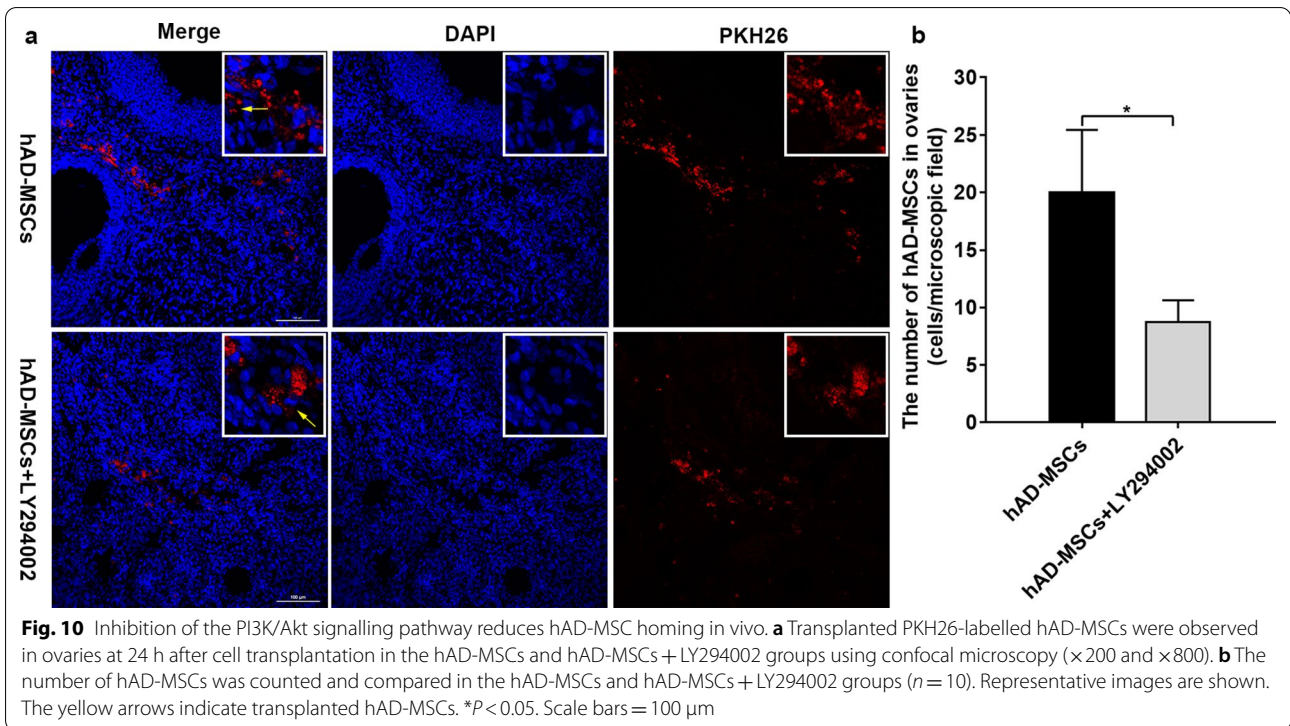 a
Merge
DAPI
PKH26
hAD-MSCs
100 µm
hAD-MSCs+LY294002
100 µm
b
The number of hAD-MSCs in ovaries
(cells/microscopic field)
30
25
20
15
10
5
0
*
hAD-MSCs
hAD-MSCs+LY294002
Fig. 10 Inhibition of the PI3K/Akt signalling pathway reduces hAD-MSC homing in vivo. a Transplanted PKH26-labelled hAD-MSCs were observed
in ovaries at 24 h after cell transplantation in the hAD-MSCs and hAD-MSCs + LY294002 groups using confocal microscopy (× 200 and × 800). b The
number of hAD-MSCs was counted and compared in the hAD-MSCs and hAD-MSCs + LY294002 groups (n = 10). Representative images are shown.
The yellow arrows indicate transplanted hAD-MSCs. *P < 0.05. Scale bars = 100 µm